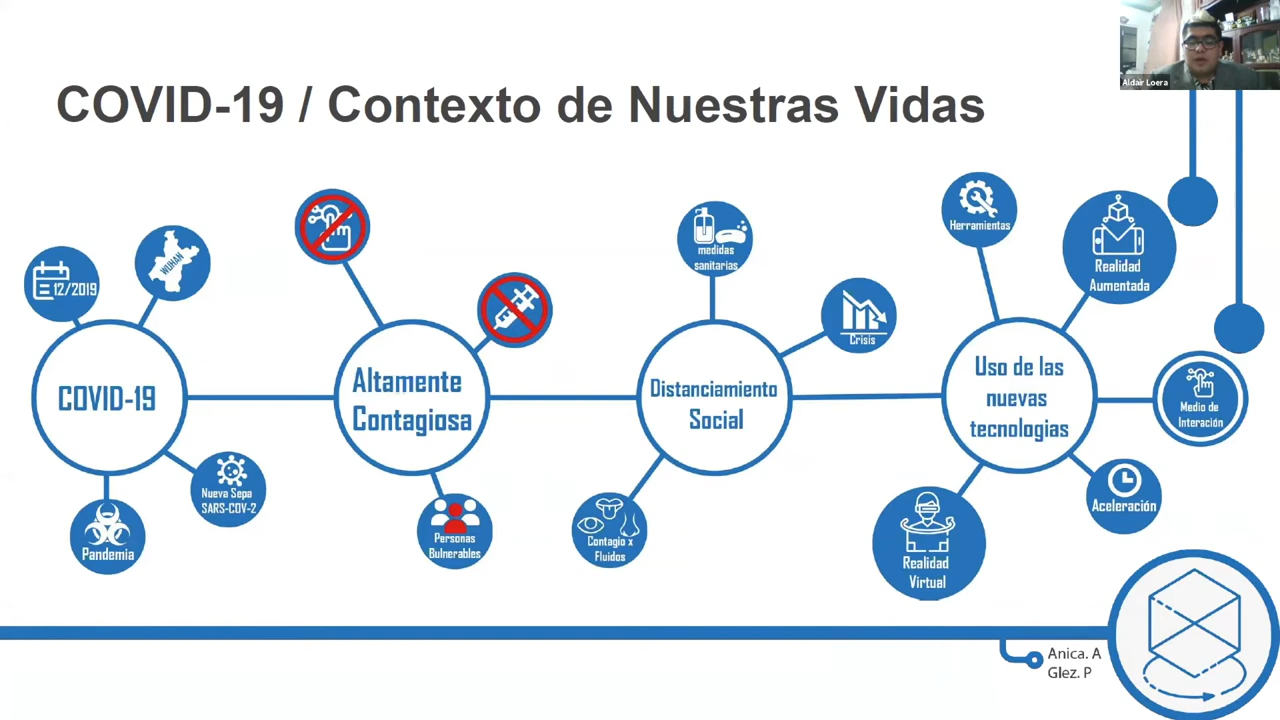 Aldair Loera
COVID-19 / Contexto de Nuestras Vidas
12/2019
WUHAN
COVID-19
Pandemia
Nueva Sepa
SARS-COV-2
Altamente
Contagiosa
Personas
Bulnerables
medidas
sanitarias
Crisis
Distanciamiento
Social
Contagio x
Fluidos
Herramientas
Realidad
Aumentada
Uso de las
nuevas
tecnologias
Medio de
Interación
Aceleración
Realidad
Virtual
Anica. A
Glez. P